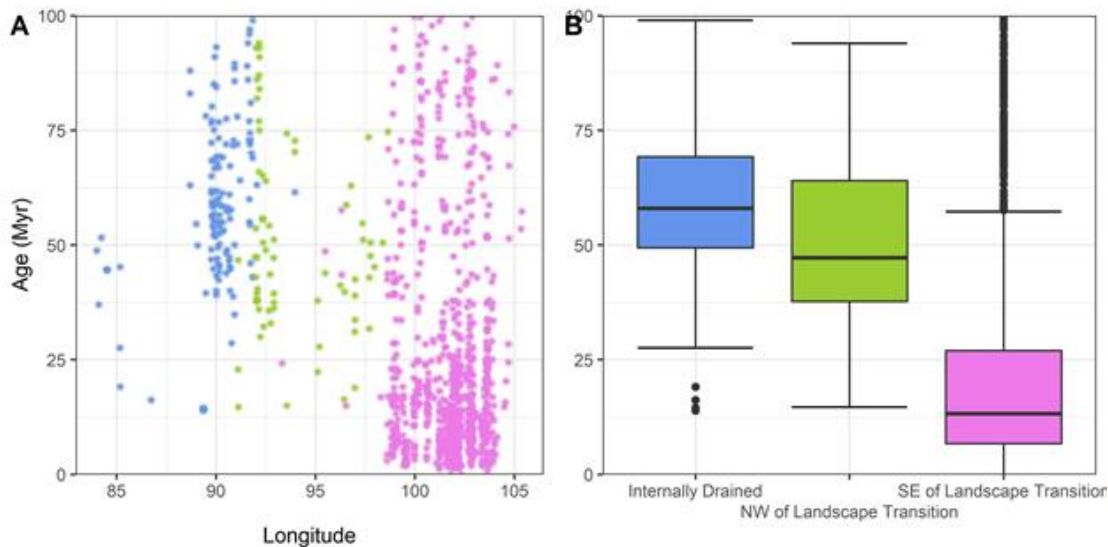 A
100
75
50
25
0
Age (Myr)
85 90 95 100 105
Longitude
B
100
75
50
25
0
Internally Drained
NW of Landscape Transition
SE of Landscape Transition